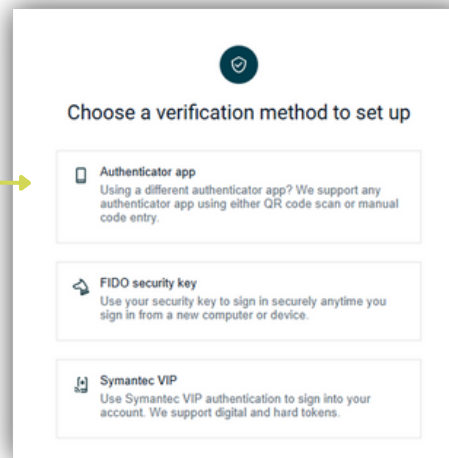 Choose a verification method to set up
Authenticator app
Using a different authenticator app? We support any
authenticator app using either QR code scan or manual
code entry.
FIDO security key
Use your security key to sign in securely anytime you
sign in from a new computer or device.
Symantec VIP
Use Symantec VIP authentication to sign into your
account. We support digital and hard tokens.